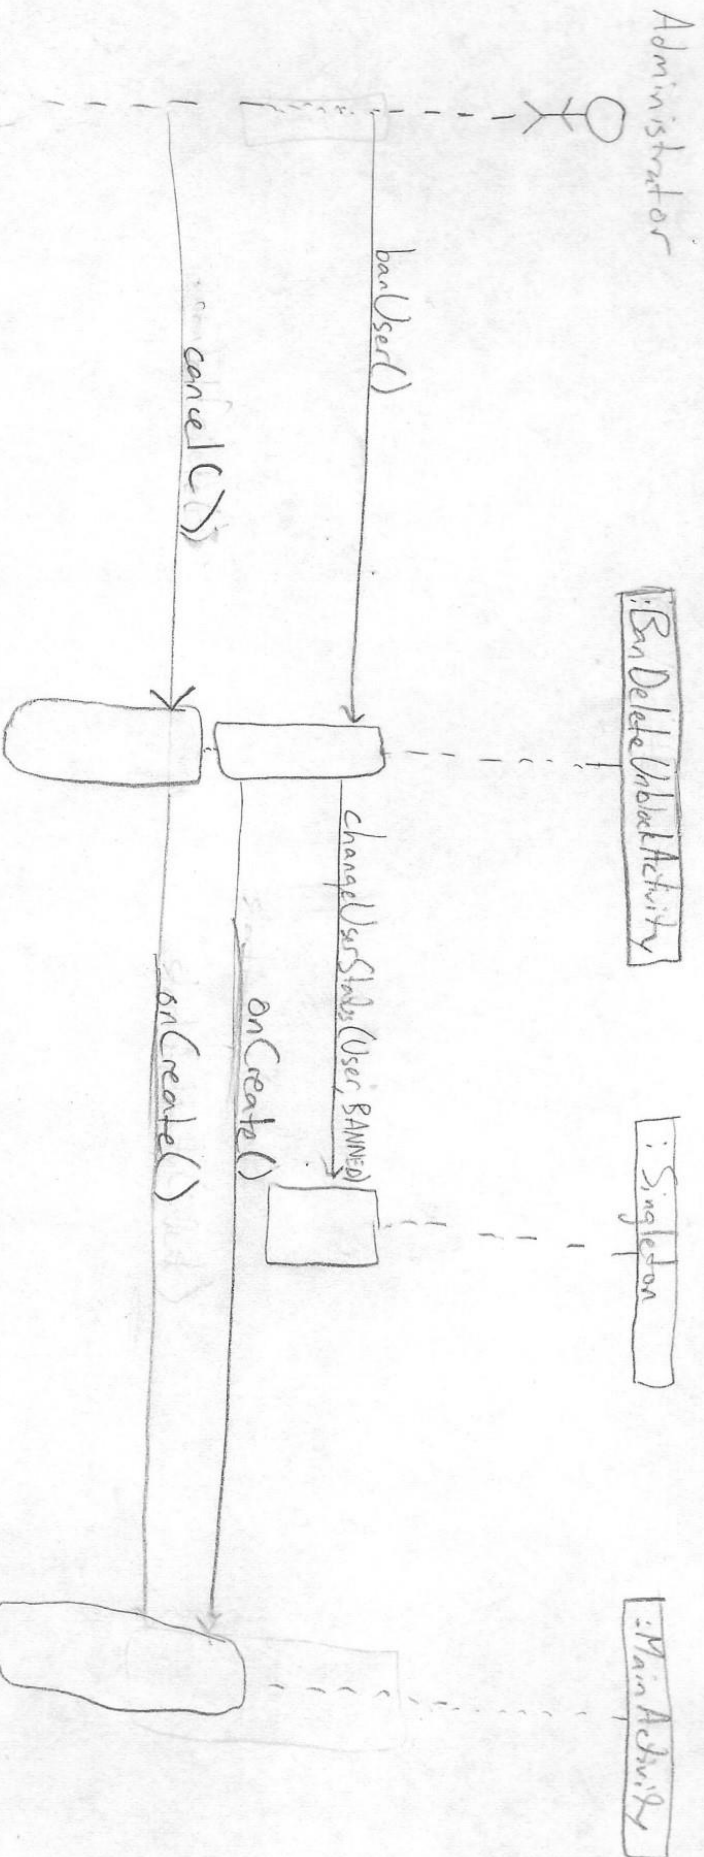 Administrator
:BanDeleteUnblockActivity
: Singleton
:MainActivity
banUser()
changeUserStatus(User, BANNED)
onCreate()
cancel()
onCreate()